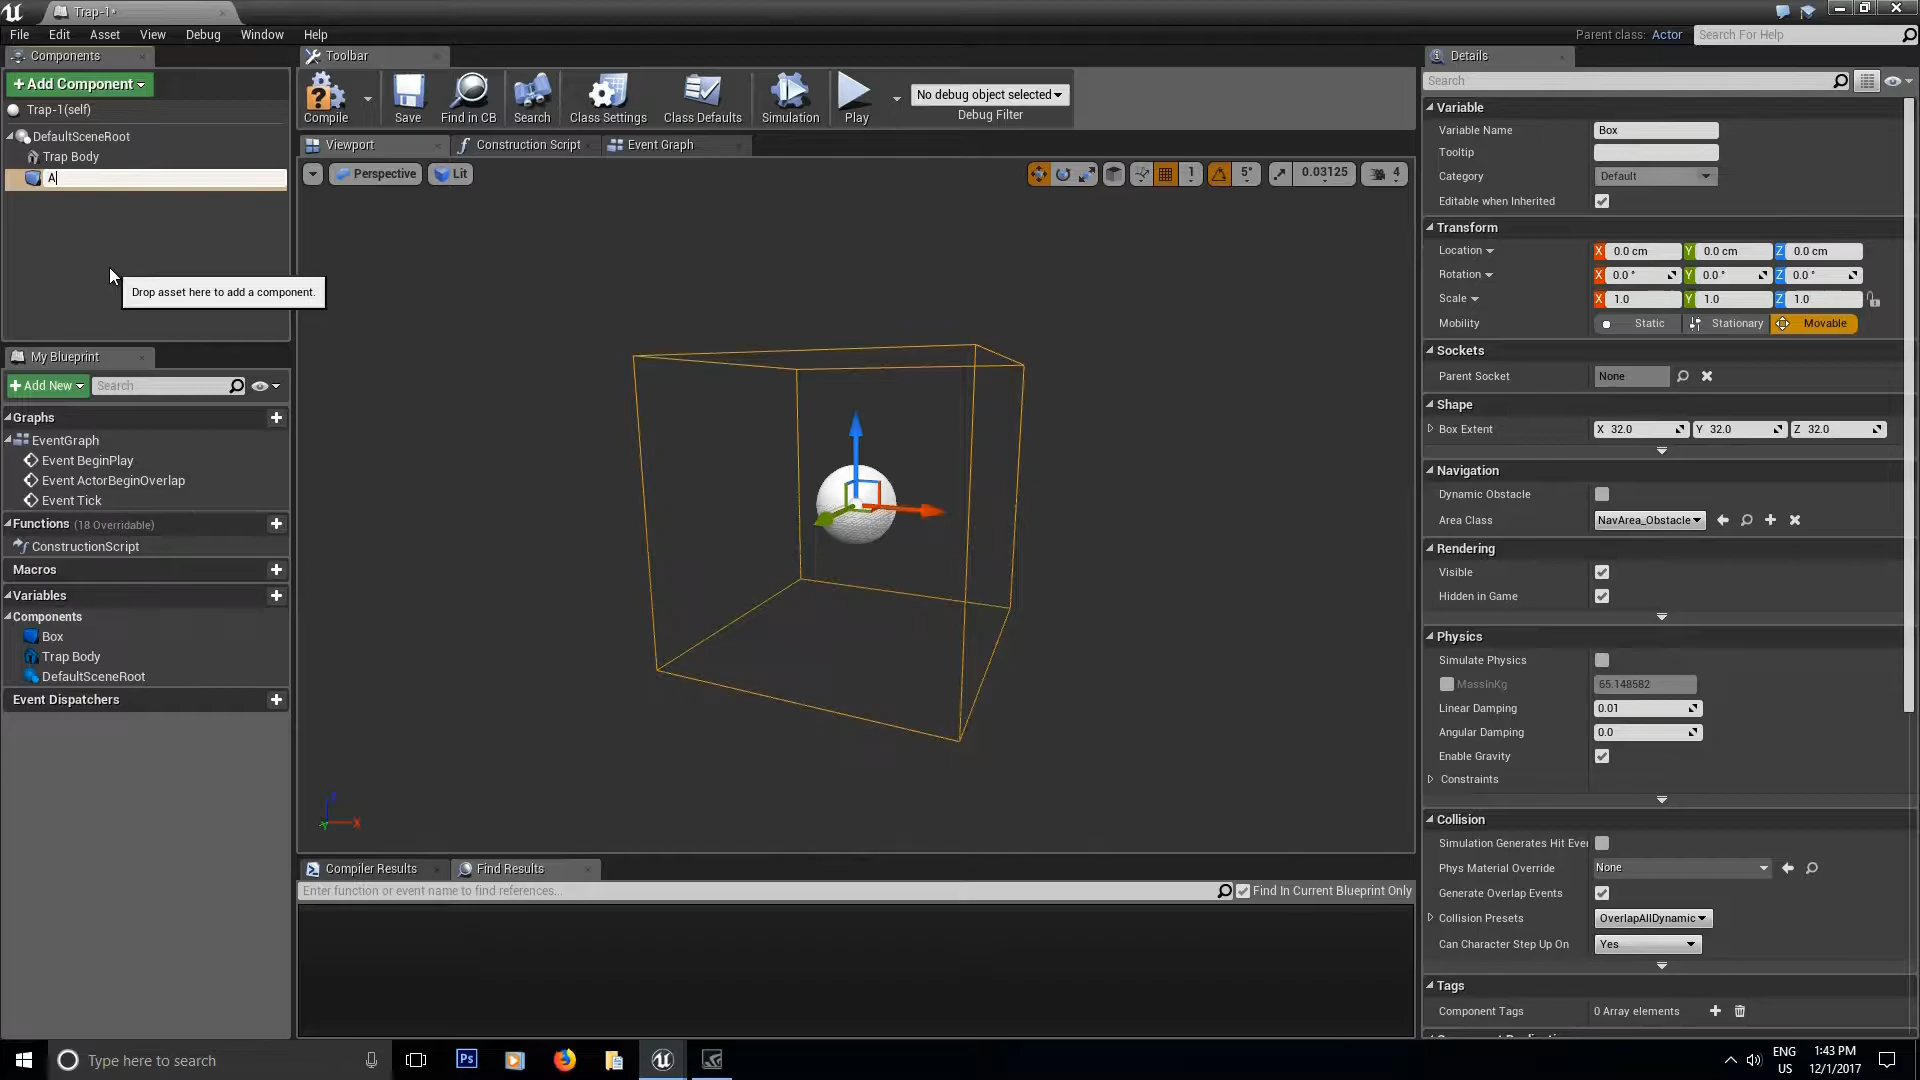 Trap-1*
File Edit Asset View Debug Window Help
Parent class: Actor
Search For Help
Components
Toolbar
Details
+Add Component
Search
Trap-1(self)
DefaultSceneRoot
Trap Body
A
Compile
Save
Find in CB
Search
Class Settings
Class Defaults
Simulation
Play
No debug object selected
Debug Filter
Viewport
Construction Script
Event Graph
Perspective
Lit
1
5°
0.03125
4
Drop asset here to add a component.
My Blueprint
+Add New
Search
Graphs
EventGraph
Event BeginPlay
Event ActorBeginOverlap
Event Tick
Functions (18 Overridable)
ConstructionScript
Macros
Variables
Components
Box
Trap Body
DefaultSceneRoot
Event Dispatchers
Z
X
Y
Compiler Results
Find Results
Enter function or event name to find references...
Find In Current Blueprint Only
Variable
Variable Name Box
Tooltip
Category Default
Editable when Inherited
Transform
Location X 0.0 cm Y 0.0 cm Z 0.0 cm
Rotation X 0.0 ° Y 0.0 ° Z 0.0 °
Scale X 1.0 Y 1.0 Z 1.0
Mobility Static Stationary Movable
Sockets
Parent Socket None
Shape
Box Extent X 32.0 Y 32.0 Z 32.0
Navigation
Dynamic Obstacle
Area Class NavArea_Obstacle
Rendering
Visible
Hidden in Game
Physics
Simulate Physics
MassInKg 65.148582
Linear Damping 0.01
Angular Damping 0.0
Enable Gravity
Constraints
Collision
Simulation Generates Hit Ever
Phys Material Override None
Generate Overlap Events
Collision Presets OverlapAllDynamic
Can Character Step Up On Yes
Tags
Component Tags 0 Array elements
Type here to search
Ps
ENG
US
1:43 PM
12/1/2017